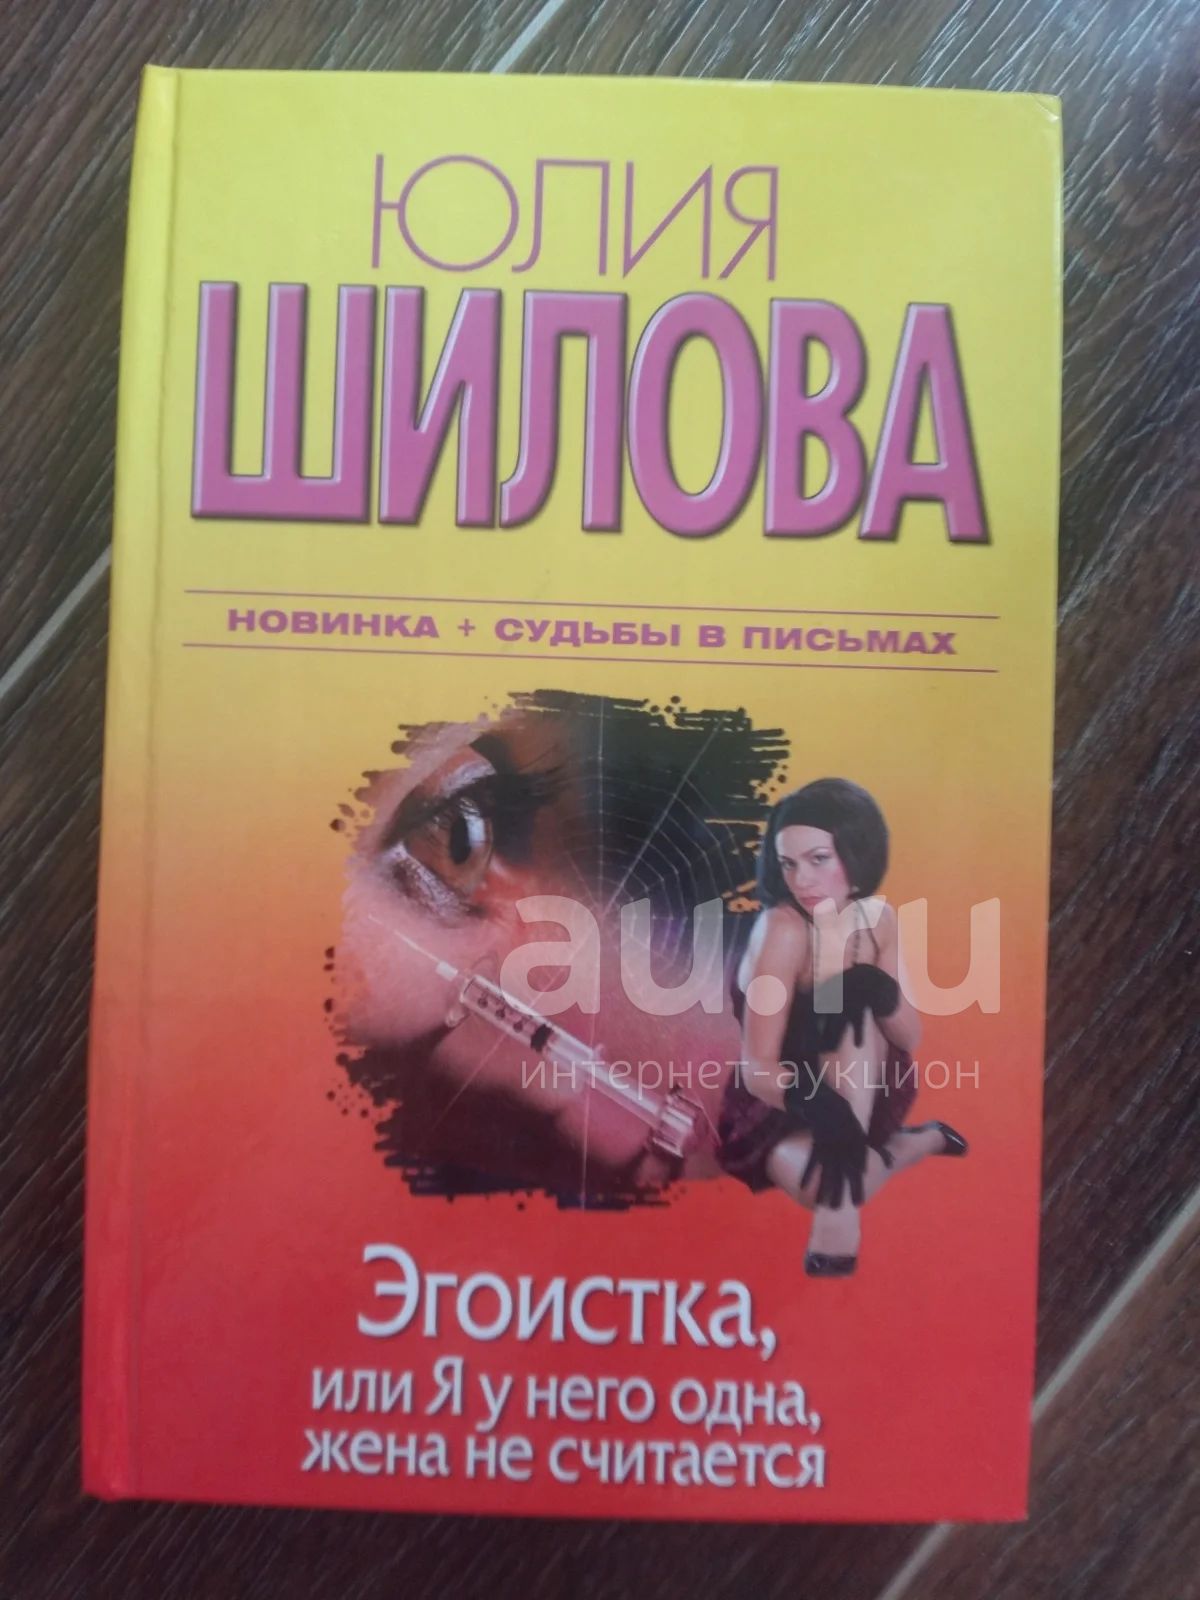 ЮЛИЯ
ШИЛОВА
НОВИНКА + СУДЬБЫ В ПИСЬМАХ
au.ru
интернет-аукцион
Эгоистка,
или Я у него одна,
жена не считается